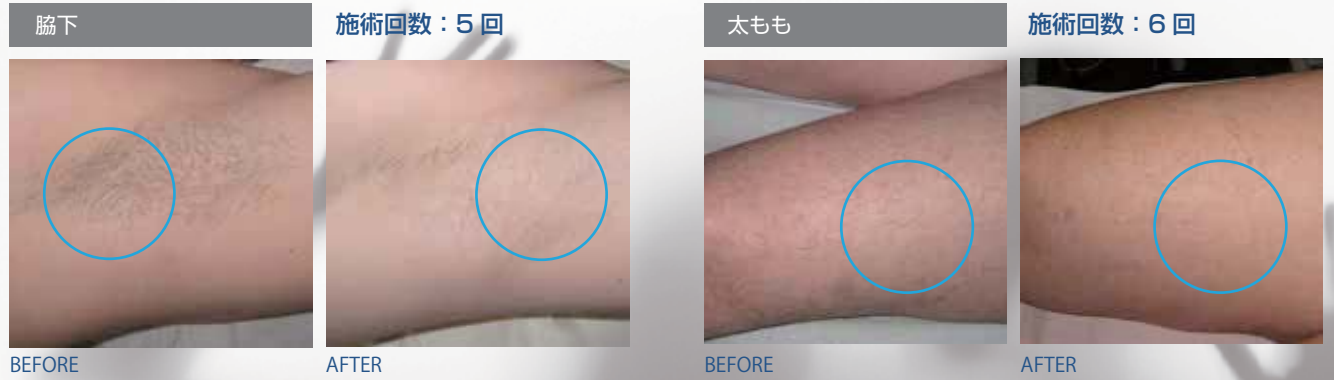 脇下
施術回数：5 回
BEFORE
AFTER
太もも
施術回数：6 回
BEFORE
AFTER